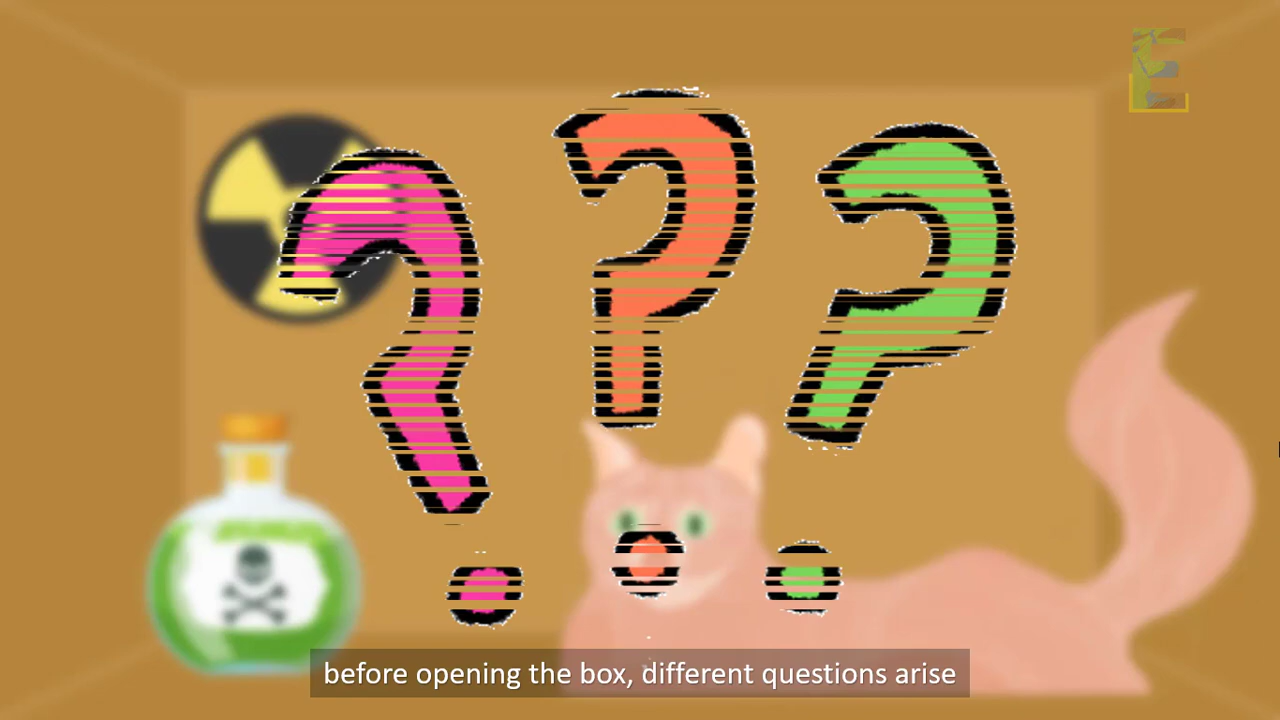 E
? ? ?
before opening the box, different questions arise